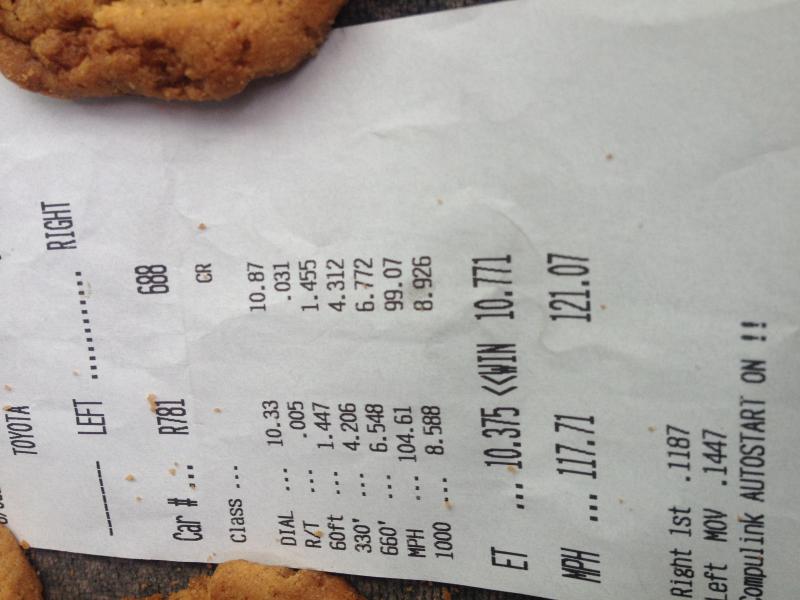 TOYOTA
--------- LEFT ............ RIGHT
Car # ... R781 688
Class ... CR
DIAL ... 10.33 10.87
R/T ... .005 .031
60ft ... 1.447 1.455
330' ... 4.206 4.312
660' ... 6.548 6.772
MPH ... 104.61 99.07
1000 ... 8.588 8.926
ET ... 10.375 <<WIN 10.771
MPH ... 117.71 121.07
Right 1st .1187
Left MOV .1447
Compulink AUTOSTART ON !!